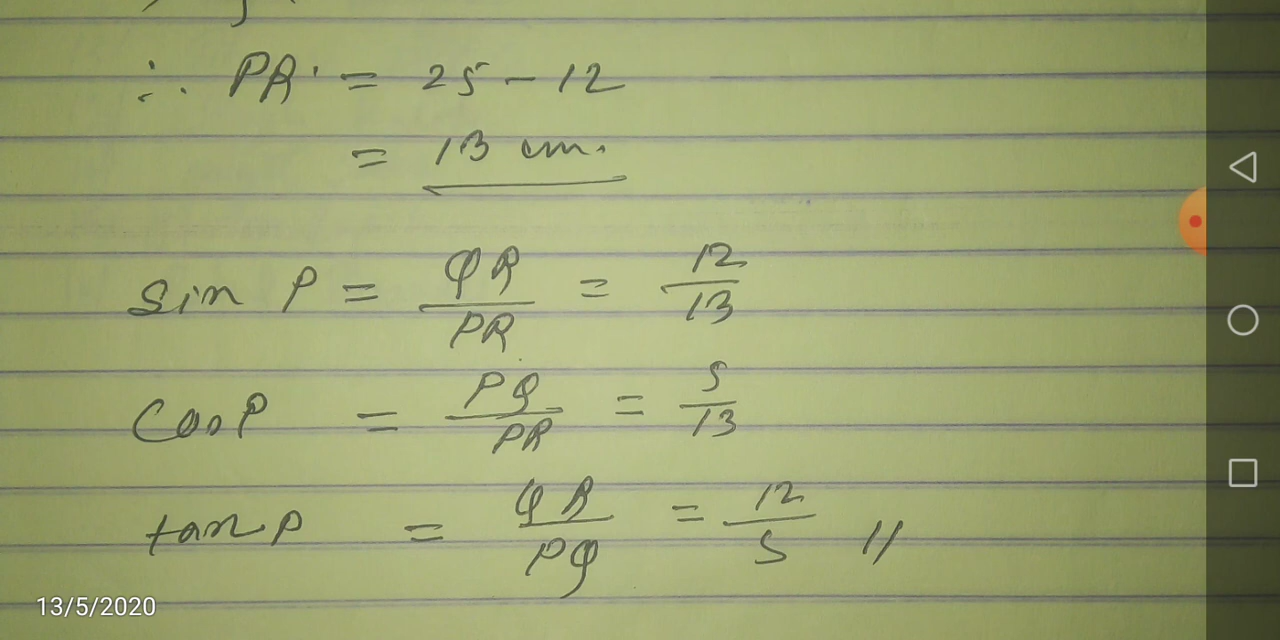 ∴ PR = 25 - 12
= 13 cm.
sin P = QR/PR = 12/13
Cos P = PQ/PR = 5/13
tan P = QR/PQ = 12/5 //
13/5/2020